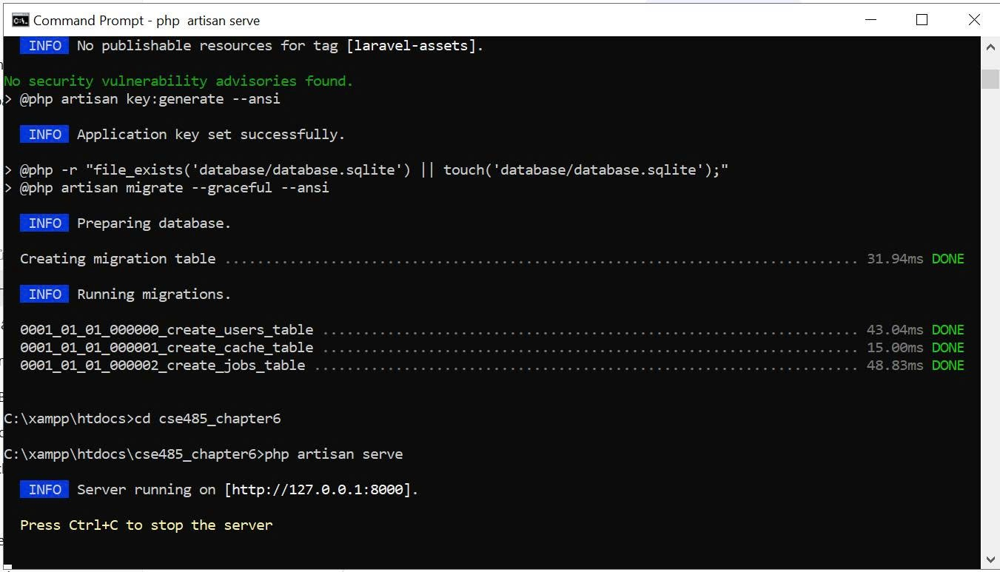 Command Prompt - php  artisan serve
INFO  No publishable resources for tag [laravel-assets].
No security vulnerability advisories found.
> @php artisan key:generate --ansi
INFO  Application key set successfully.
> @php -r "file_exists('database/database.sqlite') || touch('database/database.sqlite');"
> @php artisan migrate --graceful --ansi
INFO  Preparing database.
Creating migration table .............................................................................. 31.94ms DONE
INFO  Running migrations.
0001_01_01_000000_create_users_table .................................................................. 43.04ms DONE
0001_01_01_000001_create_cache_table .................................................................. 15.00ms DONE
0001_01_01_000002_create_jobs_table ................................................................... 48.83ms DONE
C:\xampp\htdocs>cd cse485_chapter6
C:\xampp\htdocs\cse485_chapter6>php artisan serve
INFO  Server running on [http://127.0.0.1:8000].
Press Ctrl+C to stop the server